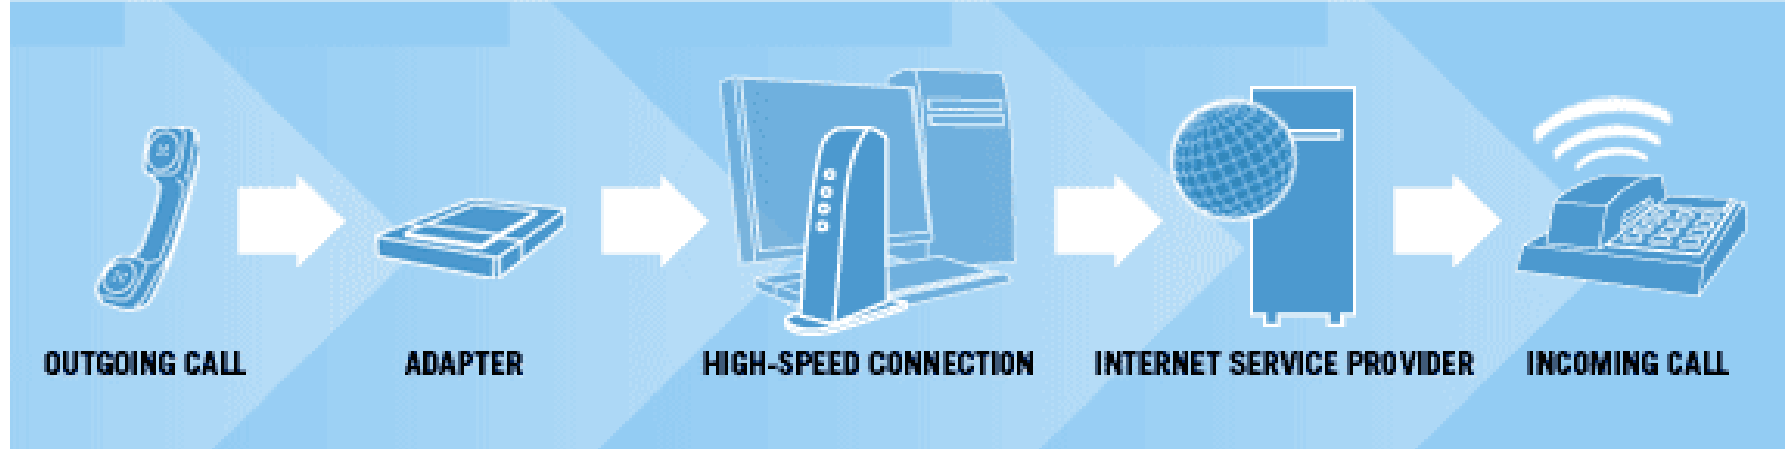 OUTGOING CALL
ADAPTER
HIGH-SPEED CONNECTION
INTERNET SERVICE PROVIDER
INCOMING CALL